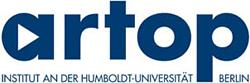 artop
INSTITUT AN DER HUMBOLDT-UNIVERSITÄT BERLIN